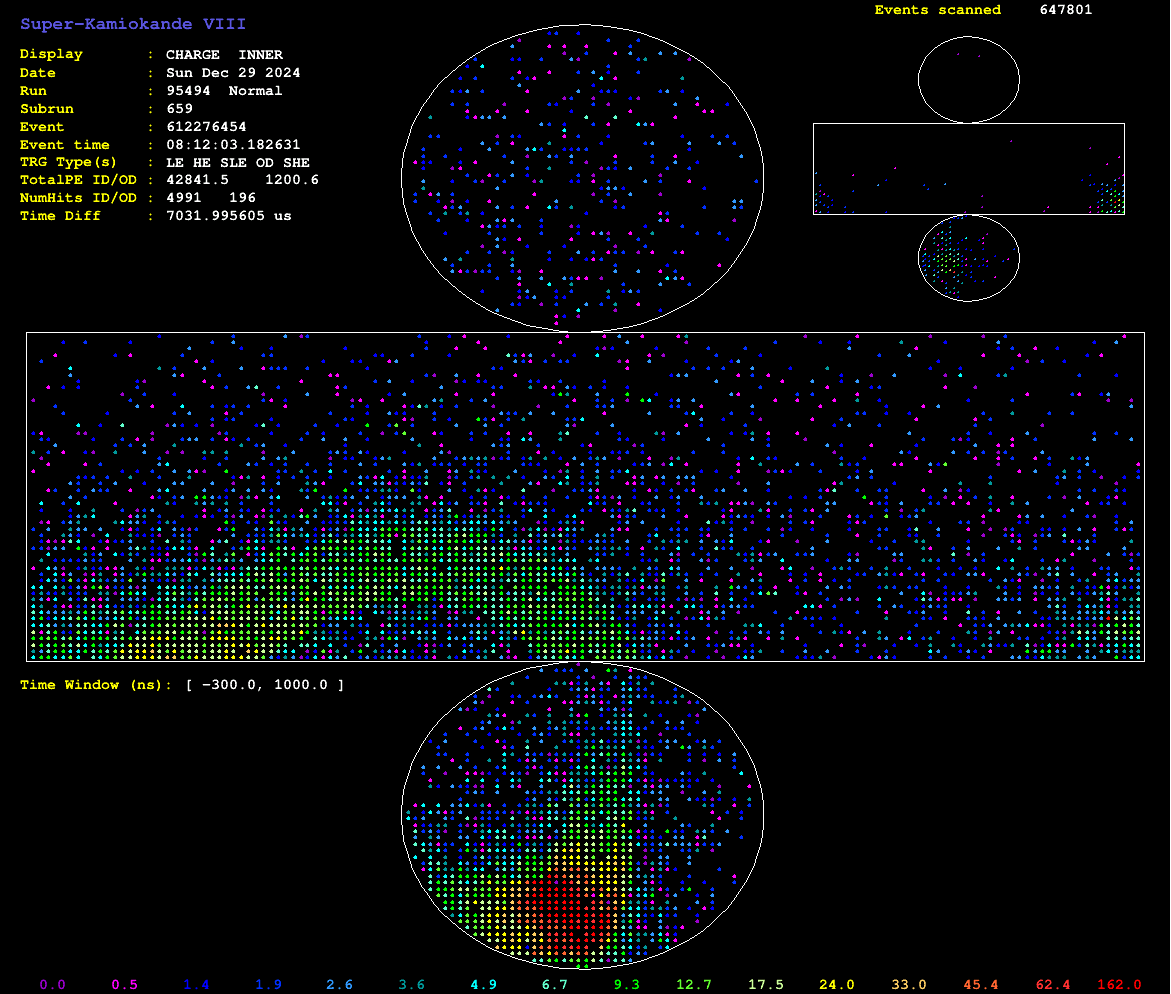 Super-Kamiokande VIII
Events scanned 647801
Display : CHARGE INNER
Date : Sun Dec 29 2024
Run : 95494 Normal
Subrun : 659
Event : 612276454
Event time : 08:12:03.182631
TRG Type(s) : LE HE SLE OD SHE
TotalPE ID/OD : 42841.5 1200.6
NumHits ID/OD : 4991 196
Time Diff : 7031.995605 us
Time Window (ns): [ -300.0, 1000.0 ]
0.0 0.5 1.4 1.9 2.6 3.6 4.9 6.7 9.3 12.7 17.5 24.0 33.0 45.4 62.4 162.0